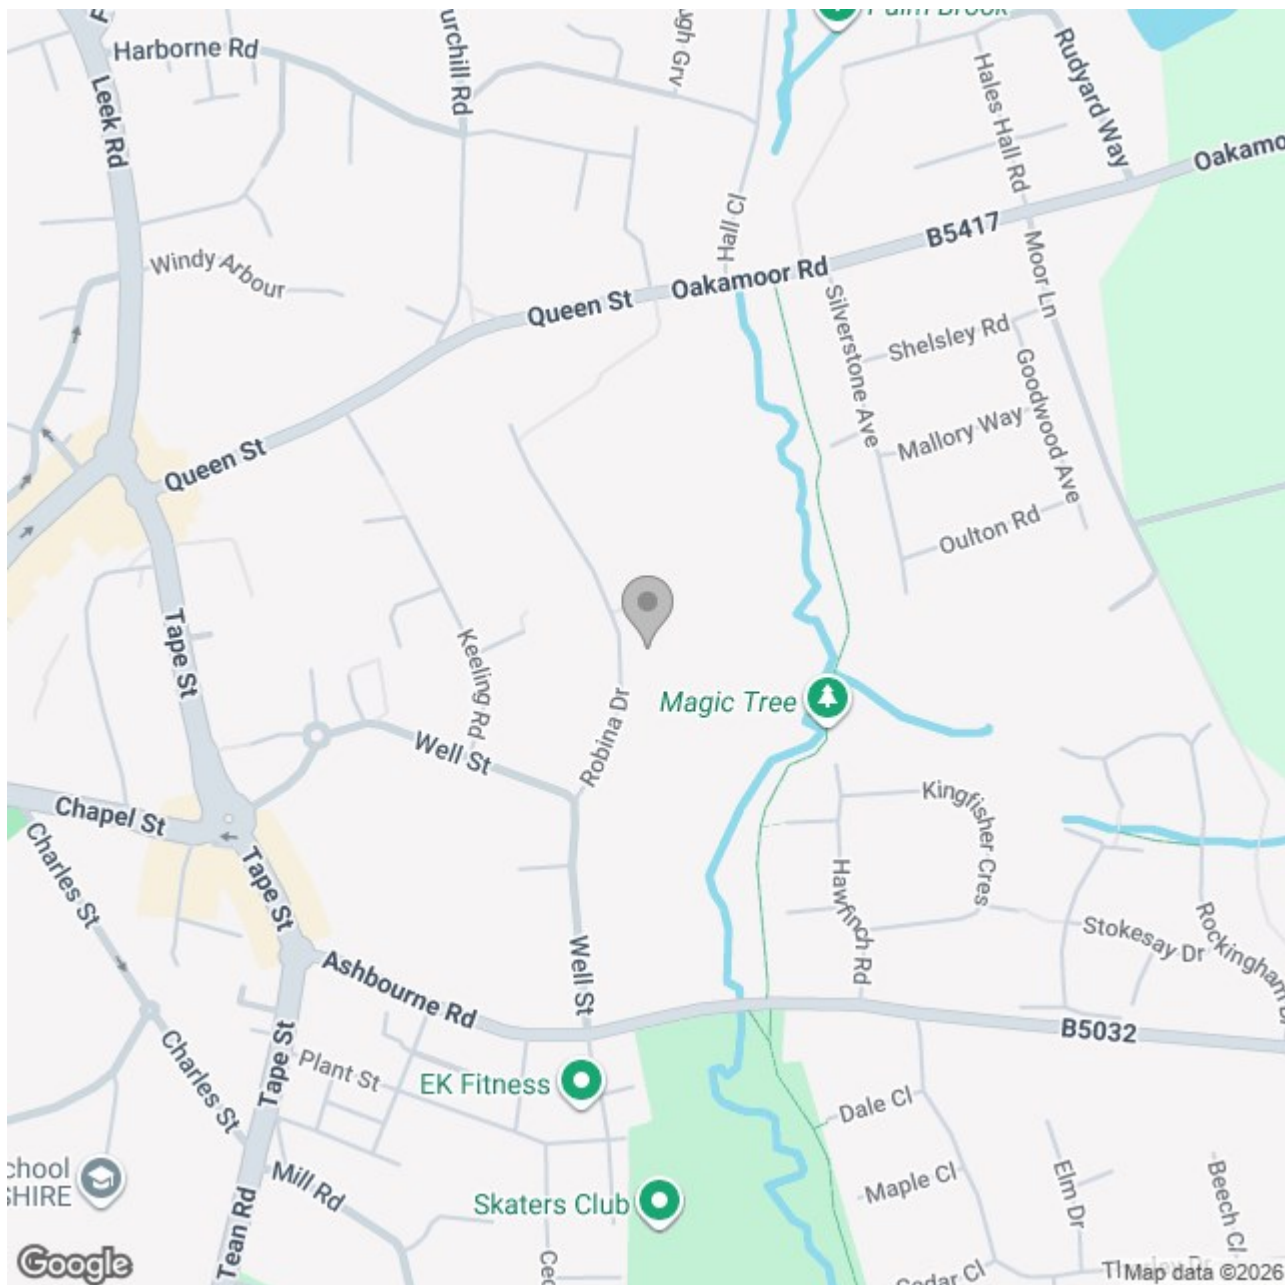 Palm Brook
Harborne Rd
Leek Rd
Rudyard Way
Hales Hall Rd
Hall Cl
Oakamo
B5417
Moor Ln
Windy Arbour
Oakamoor Rd
Queen St
Silverstone Ave
Shelsley Rd
Goodwood Ave
Mallory Way
Queen St
Oulton Rd
Tape St
Keeling Rd
Robina Dr
Magic Tree
Well St
Chapel St
Kingfisher Cres
Charles St
Tape St
Hawfinch Rd
Stokesay Dr
Rockingham Dr
Well St
Ashbourne Rd
B5032
Tape St
Plant St
EK Fitness
Charles St
Dale Cl
Mill Rd
Maple Cl
Elm Dr
Beech Cl
Skaters Club
Tean Rd
Cedar Cl
Google
Map data ©2026